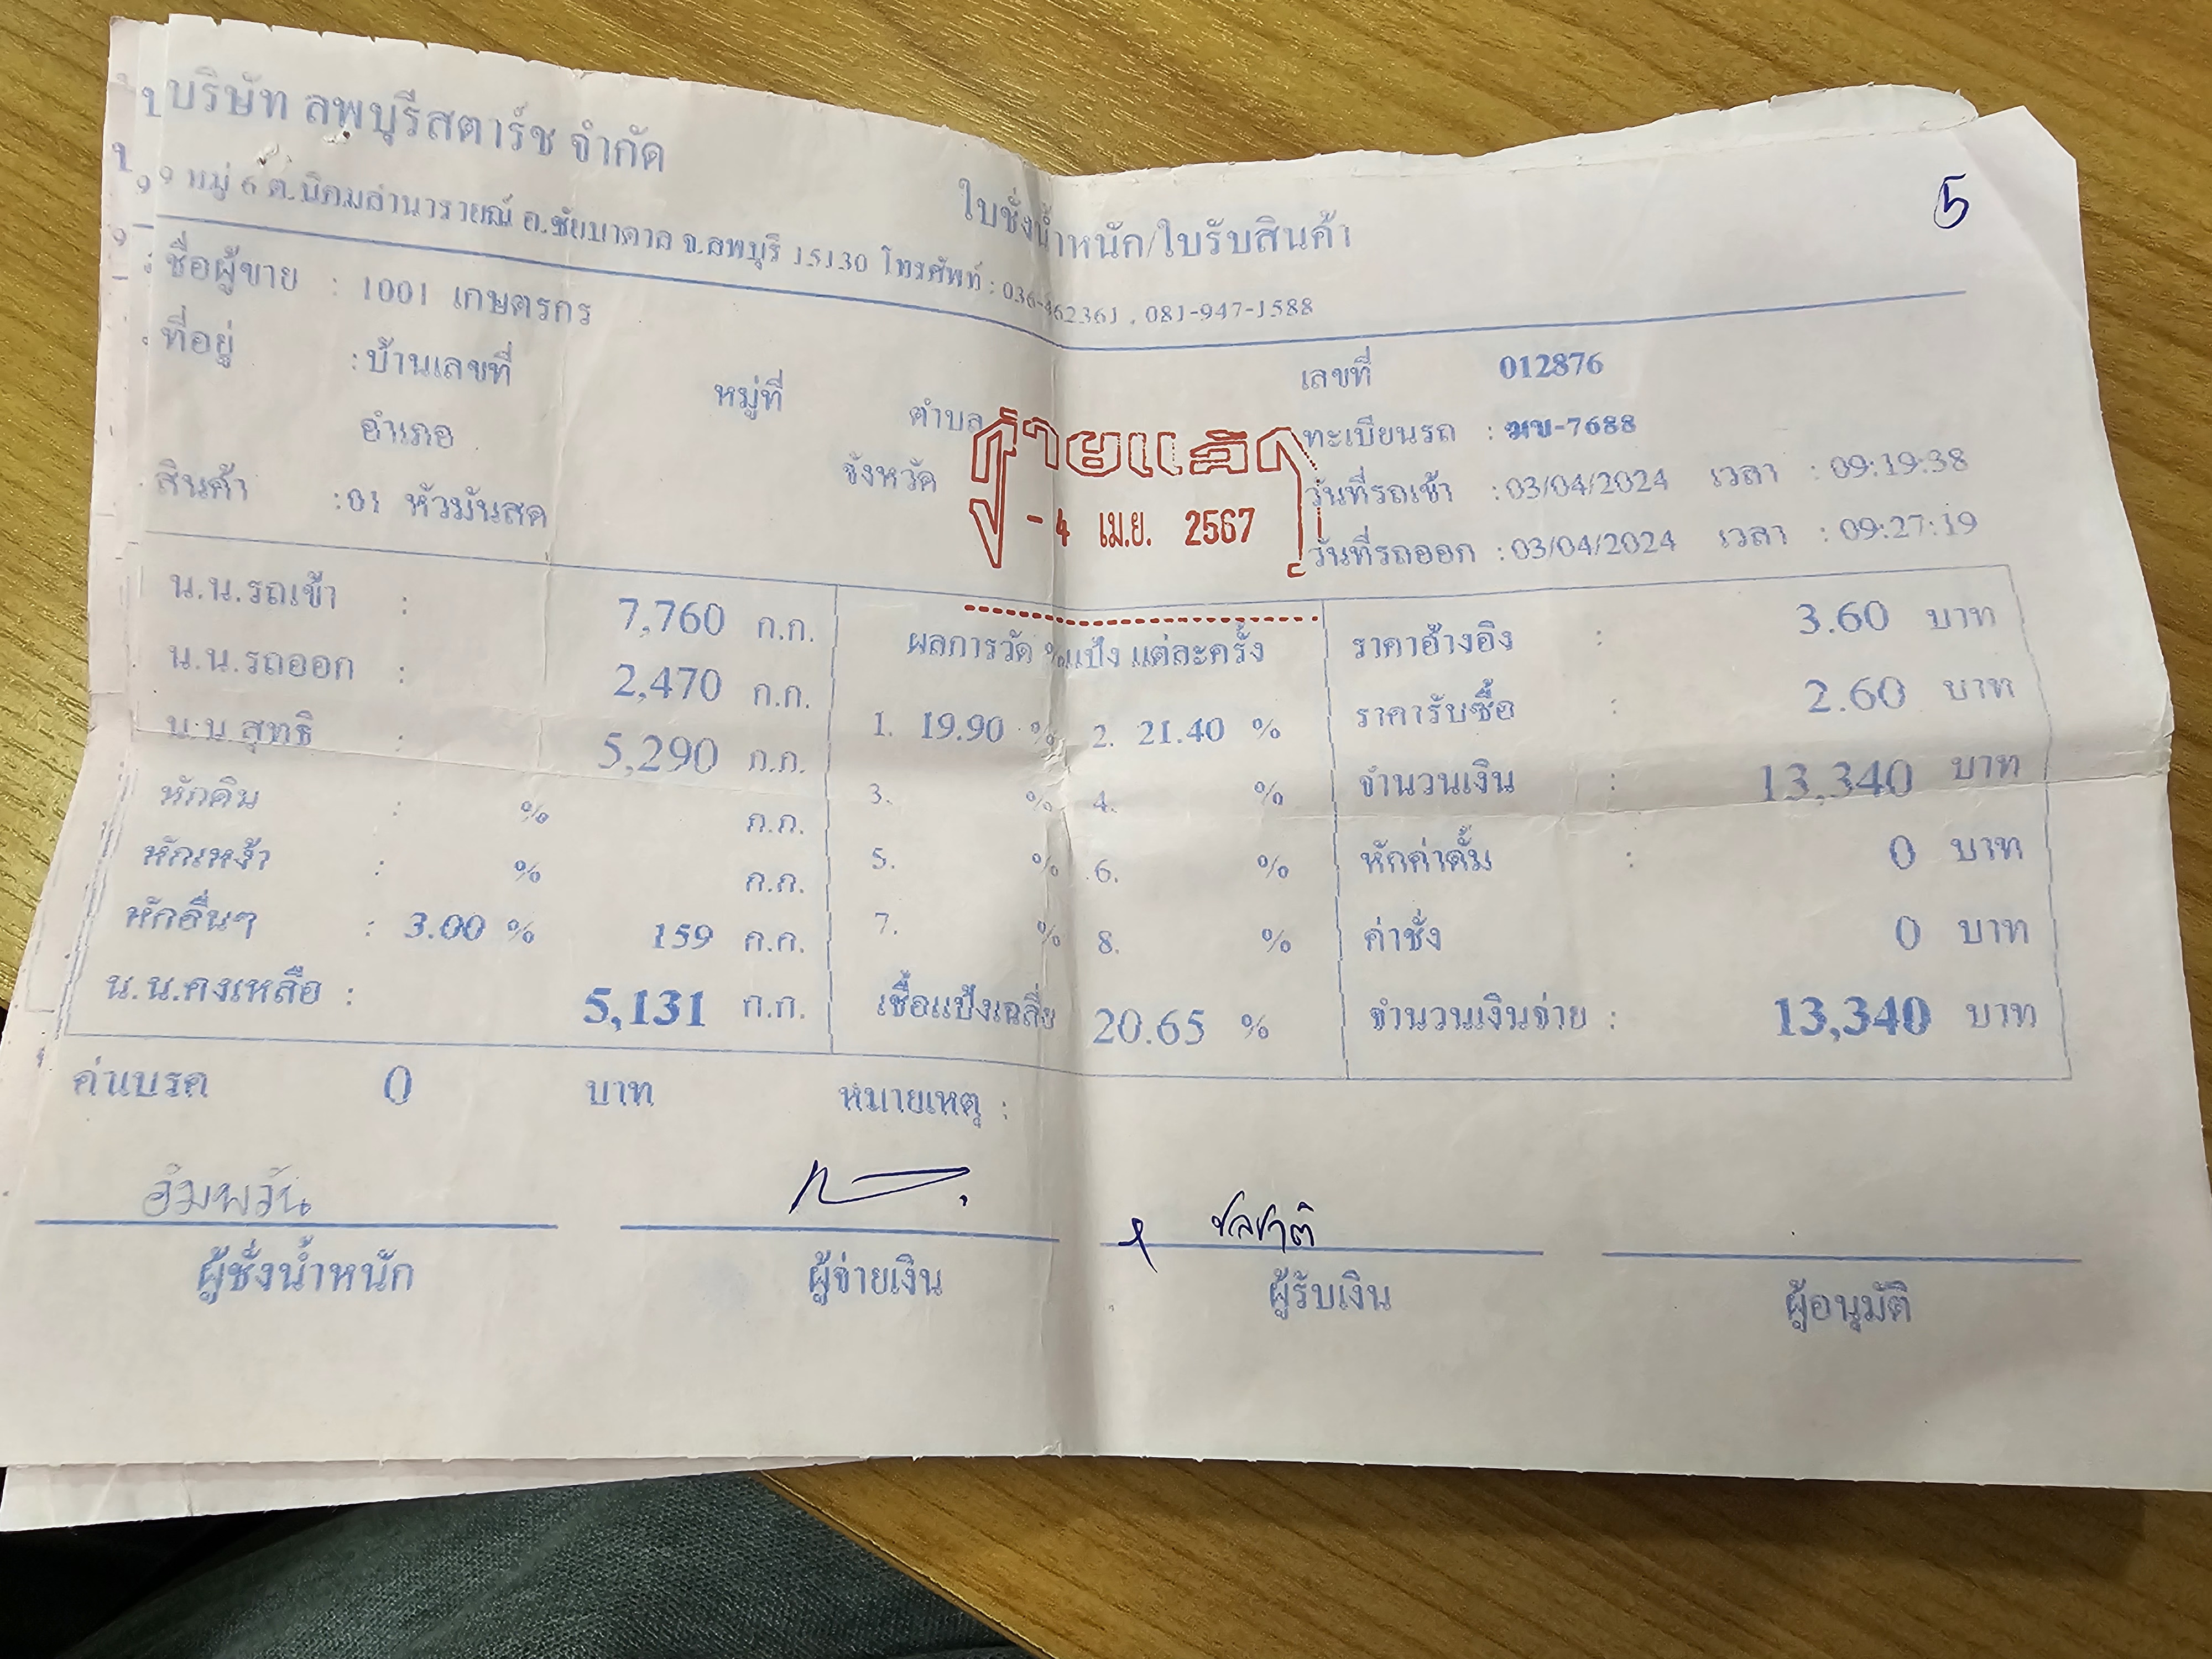 บริษัท ลพบุรีสตาร์ช จำกัด
ใบชั่งน้ำหนัก/ใบรับสินค้า
5
9 หมู่ 6 ต.นิคมลำนารายณ์ อ.ชัยบาดาล จ.ลพบุรี 15130 โทรศัพท์ : 036-462361 , 081-947-1588
ชื่อผู้ขาย : 1001 เกษตรกร
เลขที่ 012876
ที่อยู่ : บ้านเลขที่ หมู่ที่ ตำบล
ทะเบียนรถ : มบ-7688
อำเภอ จังหวัด
วันที่รถเข้า : 03/04/2024 เวลา : 09:19:38
สินค้า : 01 หัวมันสด
วันที่รถออก : 03/04/2024 เวลา : 09:27:19
จ่ายแล้ว
- 4 เม.ย. 2567
น.น.รถเข้า : 7,760 ก.ก.
น.น.รถออก : 2,470 ก.ก.
น.น สุทธิ : 5,290 ก.ก.
หักดิน : % ก.ก.
หักเหง้า : % ก.ก.
หักอื่นๆ : 3.00 % 159 ก.ก.
น.น.คงเหลือ : 5,131 ก.ก.
ผลการวัด %แป้ง แต่ละครั้ง
1. 19.90 % 2. 21.40 %
3. % 4. %
5. % 6. %
7. % 8. %
เชื้อแป้งเฉลี่ย 20.65 %
ราคาอ้างอิง : 3.60 บาท
ราคารับซื้อ : 2.60 บาท
จำนวนเงิน : 13,340 บาท
หักค่าดั้ม : 0 บาท
ค่าชั่ง 0 บาท
จำนวนเงินจ่าย : 13,340 บาท
ค่าเบรค 0 บาท หมายเหตุ :
อัมพวัน ชลชาติ
ผู้ชั่งน้ำหนัก ผู้จ่ายเงิน ผู้รับเงิน ผู้อนุมัติ